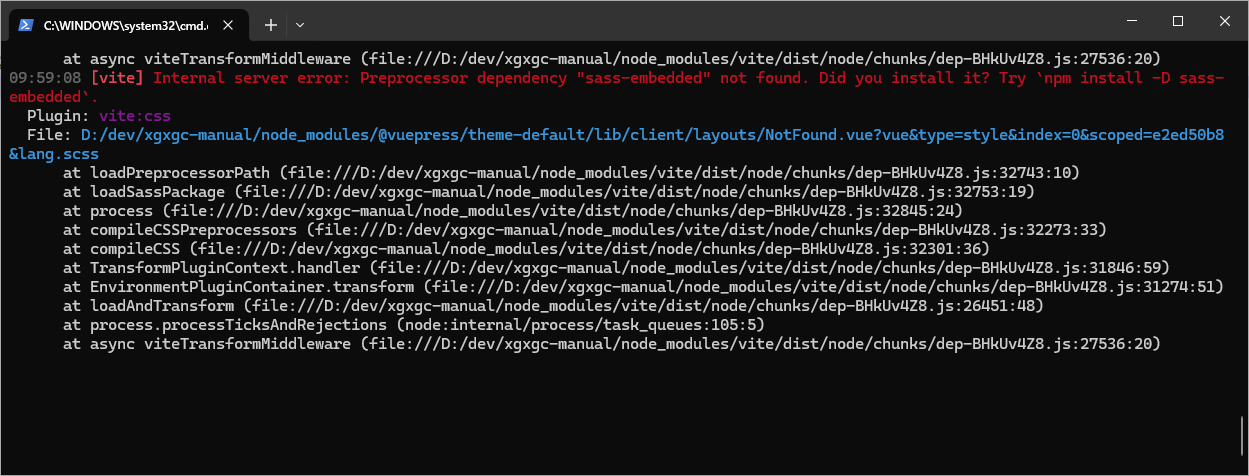 C:\WINDOWS\system32\cmd.
at async viteTransformMiddleware (file:///D:/dev/xgxgc-manual/node_modules/vite/dist/node/chunks/dep-BHkUv4Z8.js:27536:20)
09:59:08 [vite] Internal server error: Preprocessor dependency "sass-embedded" not found. Did you install it? Try `npm install -D sass-
embedded`.
Plugin: vite:css
File: D:/dev/xgxgc-manual/node_modules/@vuepress/theme-default/lib/client/layouts/NotFound.vue?vue&type=style&index=0&scoped=e2ed50b8
&lang.scss
at loadPreprocessorPath (file:///D:/dev/xgxgc-manual/node_modules/vite/dist/node/chunks/dep-BHkUv4Z8.js:32743:10)
at loadSassPackage (file:///D:/dev/xgxgc-manual/node_modules/vite/dist/node/chunks/dep-BHkUv4Z8.js:32753:19)
at process (file:///D:/dev/xgxgc-manual/node_modules/vite/dist/node/chunks/dep-BHkUv4Z8.js:32845:24)
at compileCSSPreprocessors (file:///D:/dev/xgxgc-manual/node_modules/vite/dist/node/chunks/dep-BHkUv4Z8.js:32273:33)
at compileCSS (file:///D:/dev/xgxgc-manual/node_modules/vite/dist/node/chunks/dep-BHkUv4Z8.js:32301:36)
at TransformPluginContext.handler (file:///D:/dev/xgxgc-manual/node_modules/vite/dist/node/chunks/dep-BHkUv4Z8.js:31846:59)
at EnvironmentPluginContainer.transform (file:///D:/dev/xgxgc-manual/node_modules/vite/dist/node/chunks/dep-BHkUv4Z8.js:31274:51)
at loadAndTransform (file:///D:/dev/xgxgc-manual/node_modules/vite/dist/node/chunks/dep-BHkUv4Z8.js:26451:48)
at process.processTicksAndRejections (node:internal/process/task_queues:105:5)
at async viteTransformMiddleware (file:///D:/dev/xgxgc-manual/node_modules/vite/dist/node/chunks/dep-BHkUv4Z8.js:27536:20)